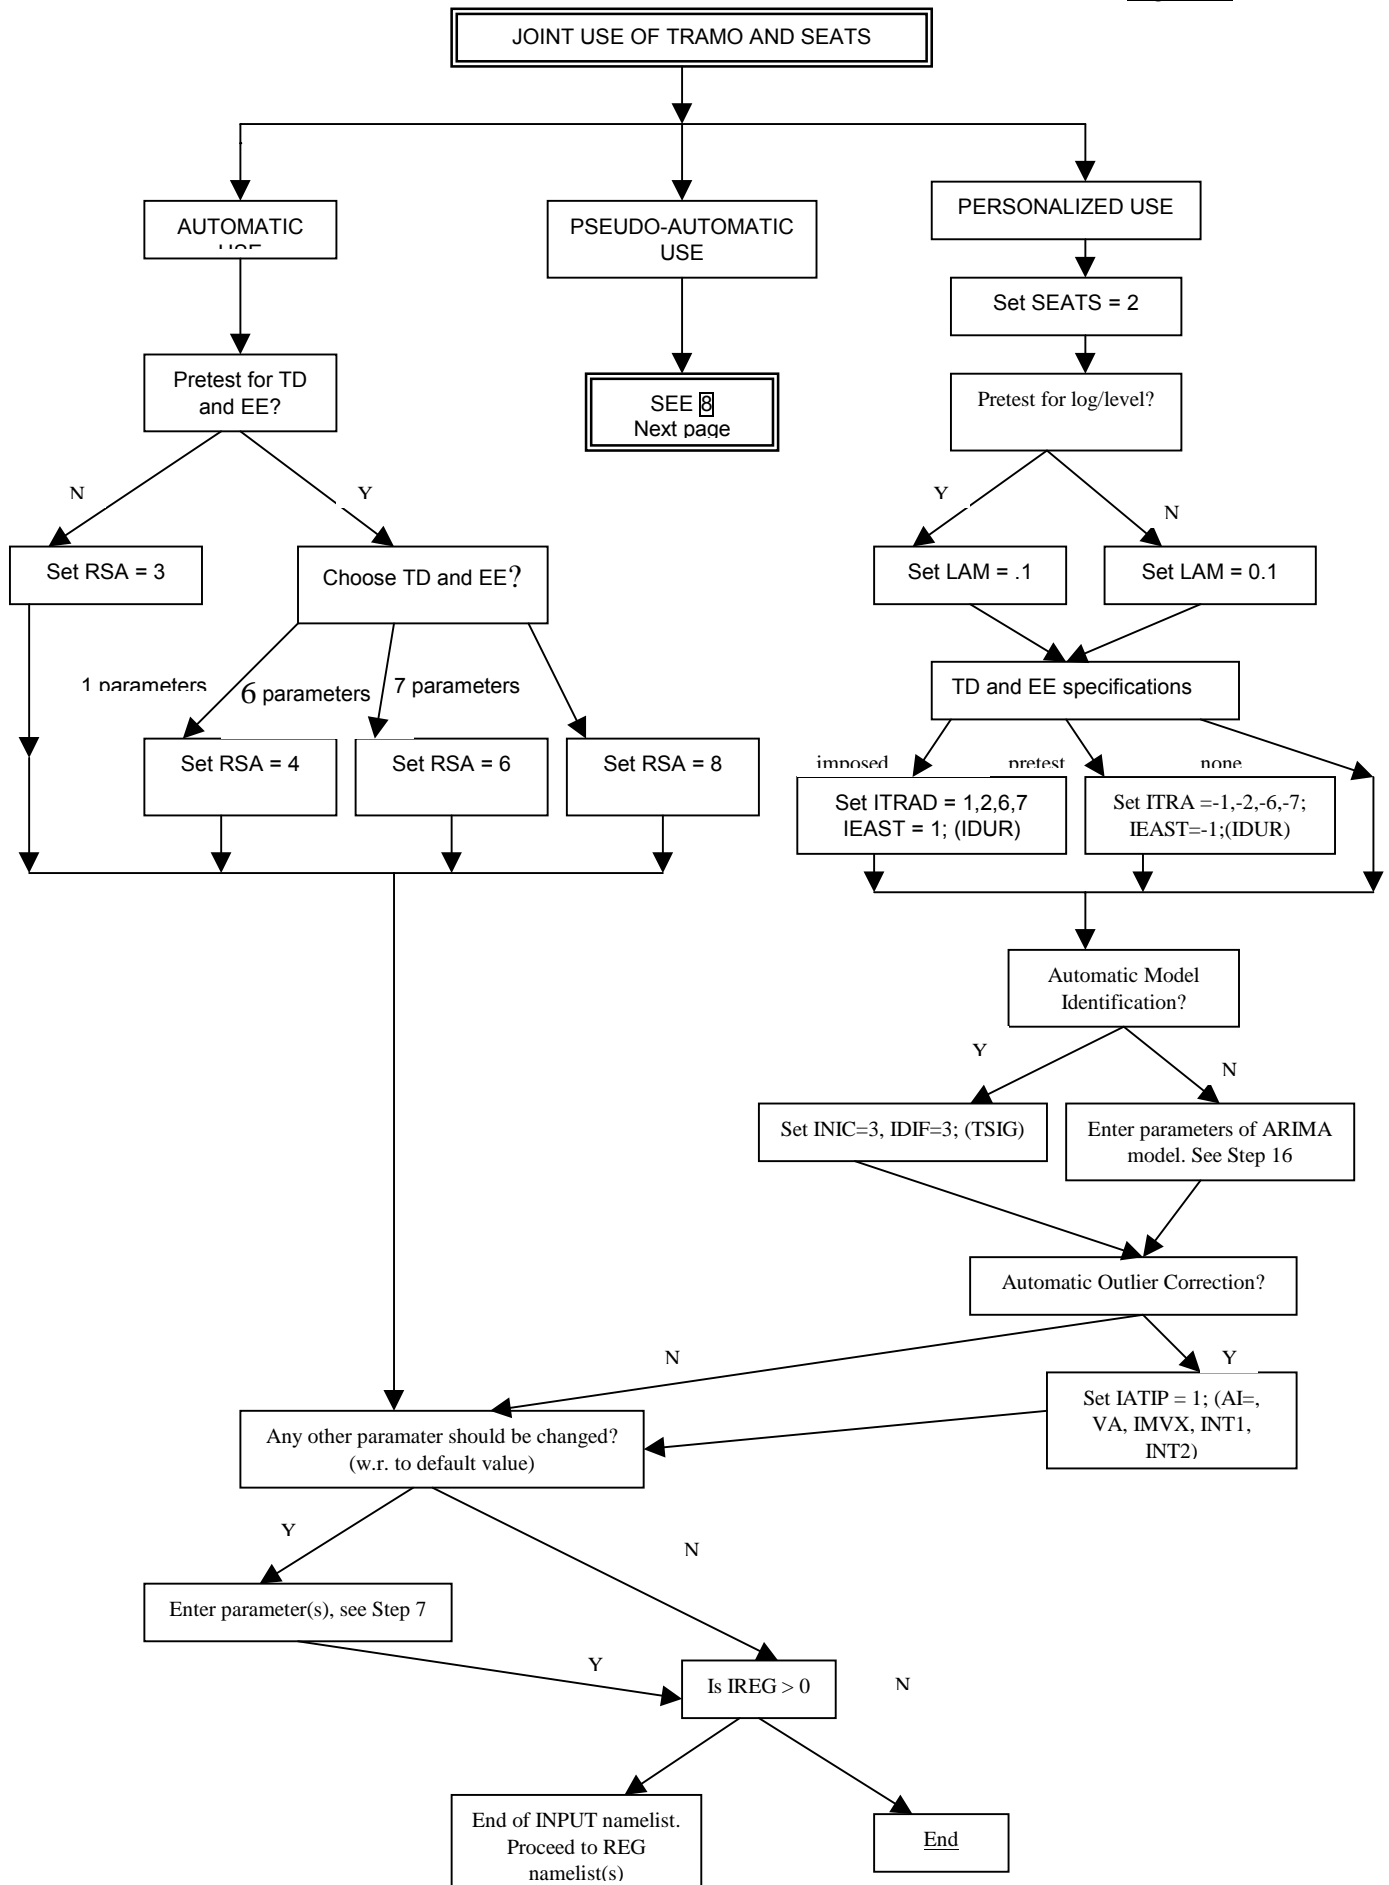 JOINT USE OF TRAMO AND SEATS
AUTOMATIC
USE
PSEUDO-AUTOMATIC
USE
PERSONALIZED USE
Set SEATS = 2
Pretest for TD
and EE?
SEE 8
Next page
Pretest for log/level?
N
Y
Y
N
Set RSA = 3
Choose TD and EE?
Set LAM = .1
Set LAM = 0.1
1 parameters
6 parameters
7 parameters
TD and EE specifications
Set RSA = 4
Set RSA = 6
Set RSA = 8
imposed
pretest
none
Set ITRAD = 1,2,6,7
IEAST = 1; (IDUR)
Set ITRA =-1,-2,-6,-7;
IEAST=-1;(IDUR)
Automatic Model
Identification?
Y
N
Set INIC=3, IDIF=3; (TSIG)
Enter parameters of ARIMA
model. See Step 16
Automatic Outlier Correction?
N
Y
Set IATIP = 1; (AI=,
VA, IMVX, INT1,
INT2)
Any other paramater should be changed?
(w.r. to default value)
Y
N
Enter parameter(s), see Step 7
Y
Is IREG > 0
N
End of INPUT namelist.
Proceed to REG
namelist(s)
End